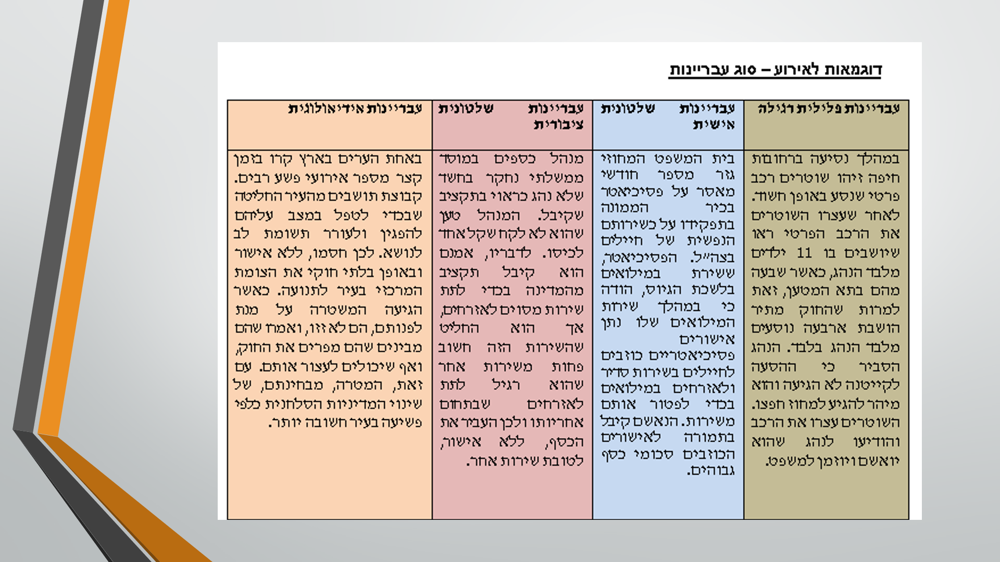 דוגמאות לאירוע – סוג עבריינות
עבריינות פלילית רגילה
במהלך נסיעה ברחובות
חיפה זיהו שוטרים רכב
פרטי שנסע באופן חשוד.
לאחר שעצרו השוטרים
את הרכב הפרטי ראו
שיושבים בו 11 ילדים
מלבד הנהג, כאשר שבעה
מהם בתא המטען, זאת
למרות שהחוק מתיר
הושבת ארבעה נוסעים
מלבד הנהג בלבד. הנהג
הסביר כי ההסעה
לקייטנה לא הגיעה והוא
מיהר להגיע למחוז חפצו.
השוטרים עצרו את הרכב
והודיעו לנהג שהוא
יואשם ויוזמן למשפט.
עבריינות שלטונית
אישית
בית המשפט המחוזי
גזר מספר חודשי
מאסר על פסיכיאטר
בכיר הממונה
בתפקידו על כשירותם
הנפשית של חיילים
בצה״ל. הפסיכיאטר,
ששירת במילואים
בלשכת הגיוס, הודה
כי במהלך שירות
המילואים שלו נתן
אישורים
פסיכיאטריים כוזבים
לחיילים בשירות סדיר
ולאזרחים במילואים
בכדי לפטור אותם
משירות. הנאשם קיבל
בתמורה לאישורים
הכוזבים סכומי כסף
גבוהים.
עבריינות שלטונית
ציבורית
מנהל כספים במוסד
ממשלתי נחקר בחשד
שלא נהג כראוי בתקציב
שקיבל. המנהל טען
שהוא לא לקח שקל אחד
לכיסו. לדבריו, אמנם
הוא קיבל תקציב
מהמדינה בכדי לתת
שירות מסוים לאזרחים,
אך הוא החליט
שהשירות הזה חשוב
פחות משירות אחר
שהוא רגיל לתת
לאזרחים שבתחום
אחריותו ולכן העביר את
הכסף, ללא אישור,
לטובת שירות אחר.
עבריינות אידיאולוגית
באחת הערים בארץ קרו בזמן
קצר מספר אירועי פשע רבים.
קבוצת תושבים מהעיר החליטה
שבכדי לטפל במצב עליהם
להפגין ולעורר תשומת לב
לנושא. לכן חסמו, ללא אישור
ובאופן בלתי חוקי את הצומת
המרכזי בעיר לתנועה. כאשר
הגיעה המשטרה על מנת
לפנותם, הם לא זזו, ואמרו שהם
מבינים שהם מפרים את החוק,
ואף שיכולים לעצור אותם. עם
זאת, המטרה, מבחינתם, של
שינוי המדיניות הסלחנית כלפי
פשיעה בעיר חשובה יותר.